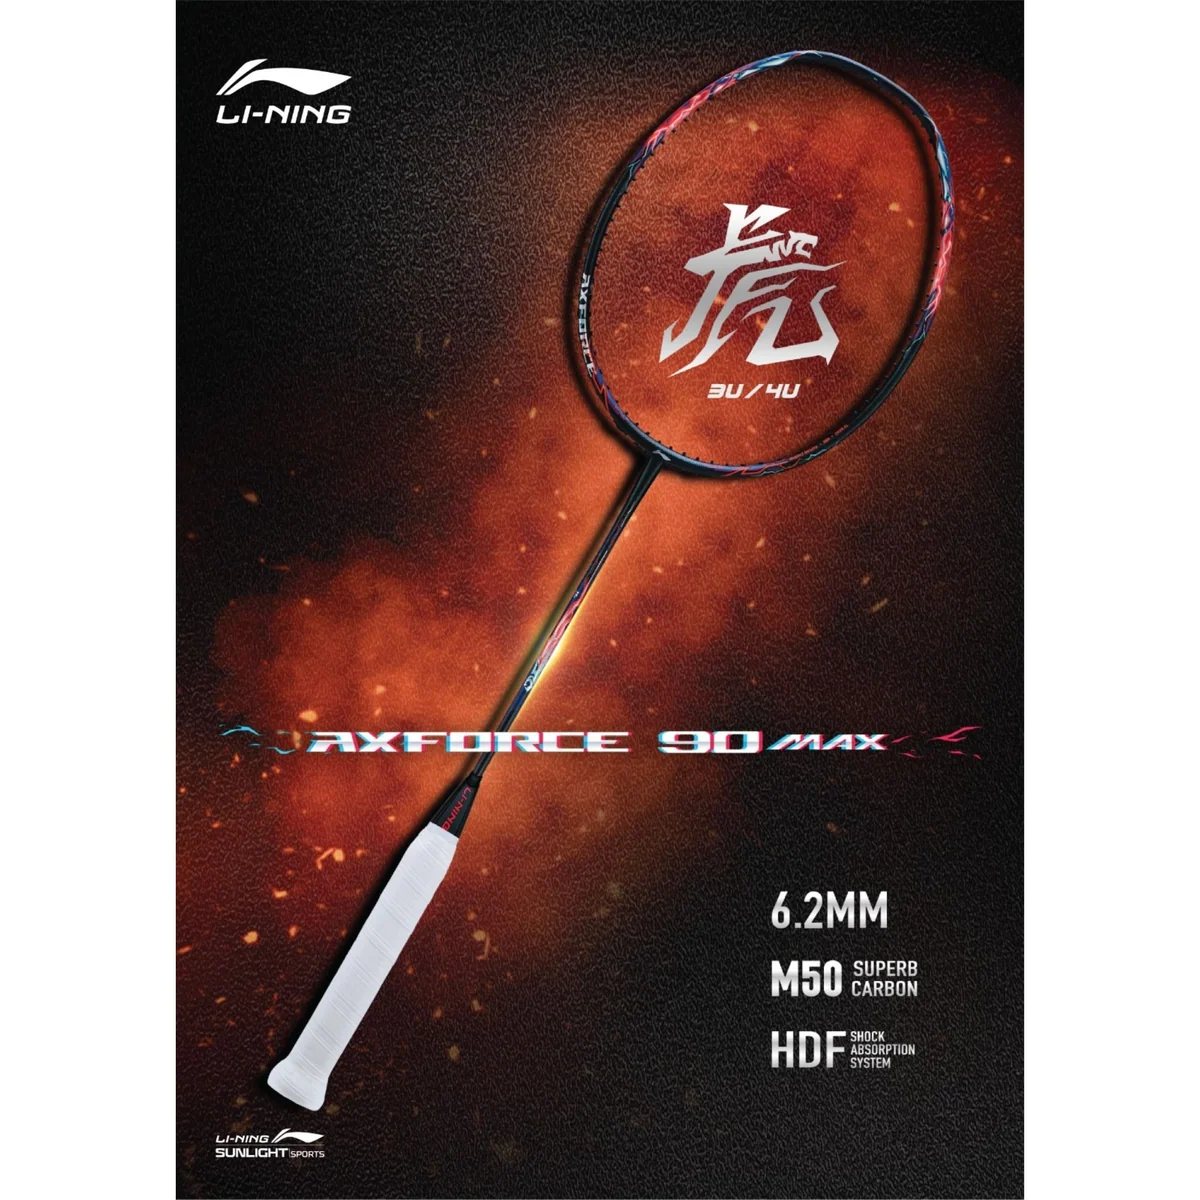 LI-NING
AXFORCE
3U / 4U
AXFORCE 90 MAX
LI-NING
6.2MM
M50 SUPERB
CARBON
HDF SHOCK
ABSORPTION
SYSTEM
LI-NING
SUNLIGHT SPORTS